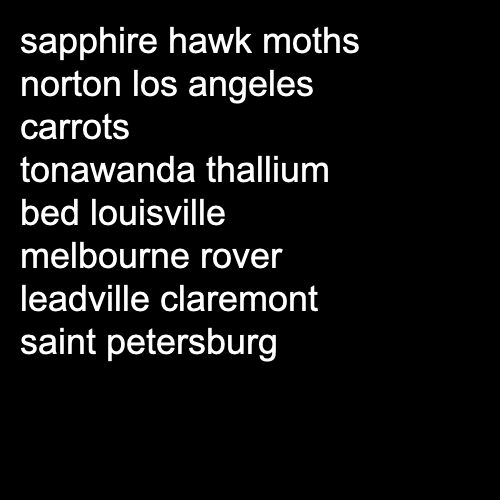 sapphire hawk moths
norton los angeles
carrots
tonawanda thallium
bed louisville
melbourne rover
leadville claremont
saint petersburg